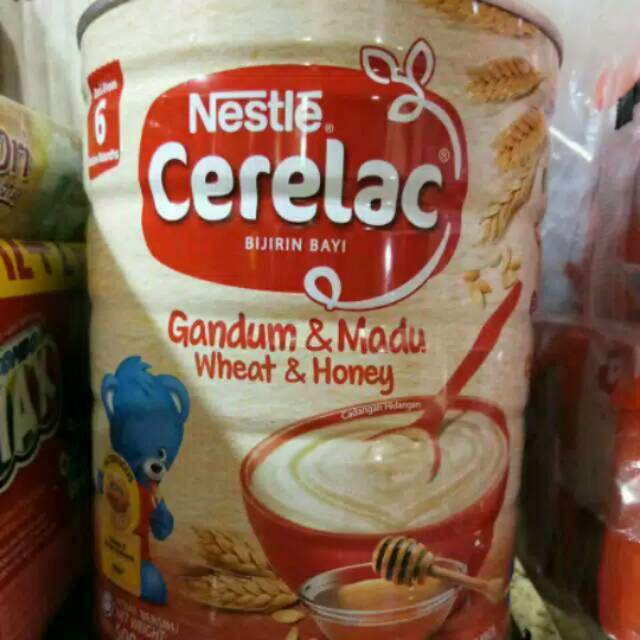 6
Nestlé
Cerelac
BIJIRIN BAYI
Gandum & Madu
Wheat & Honey
Cadangan Hidangan